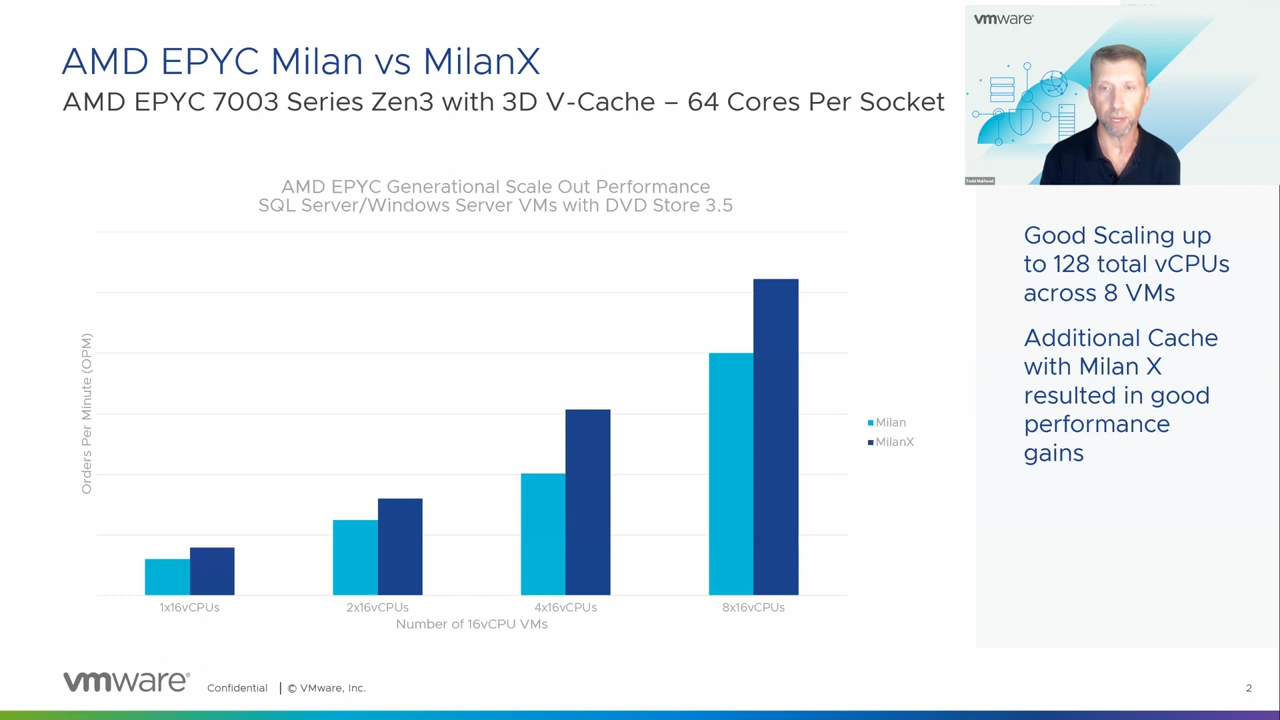 AMD EPYC Milan vs MilanX
AMD EPYC 7003 Series Zen3 with 3D V-Cache – 64 Cores Per Socket
vmware®
AMD EPYC Generational Scale Out Performance
SQL Server/Windows Server VMs with DVD Store 3.5
Orders Per Minute (OPM)
1x16vCPUs
2x16vCPUs
4x16vCPUs
8x16vCPUs
Number of 16vCPU VMs
Milan
MilanX
Good Scaling up
to 128 total vCPUs
across 8 VMs
Additional Cache
with Milan X
resulted in good
performance
gains
vmware®
Confidential | © VMware, Inc.
2